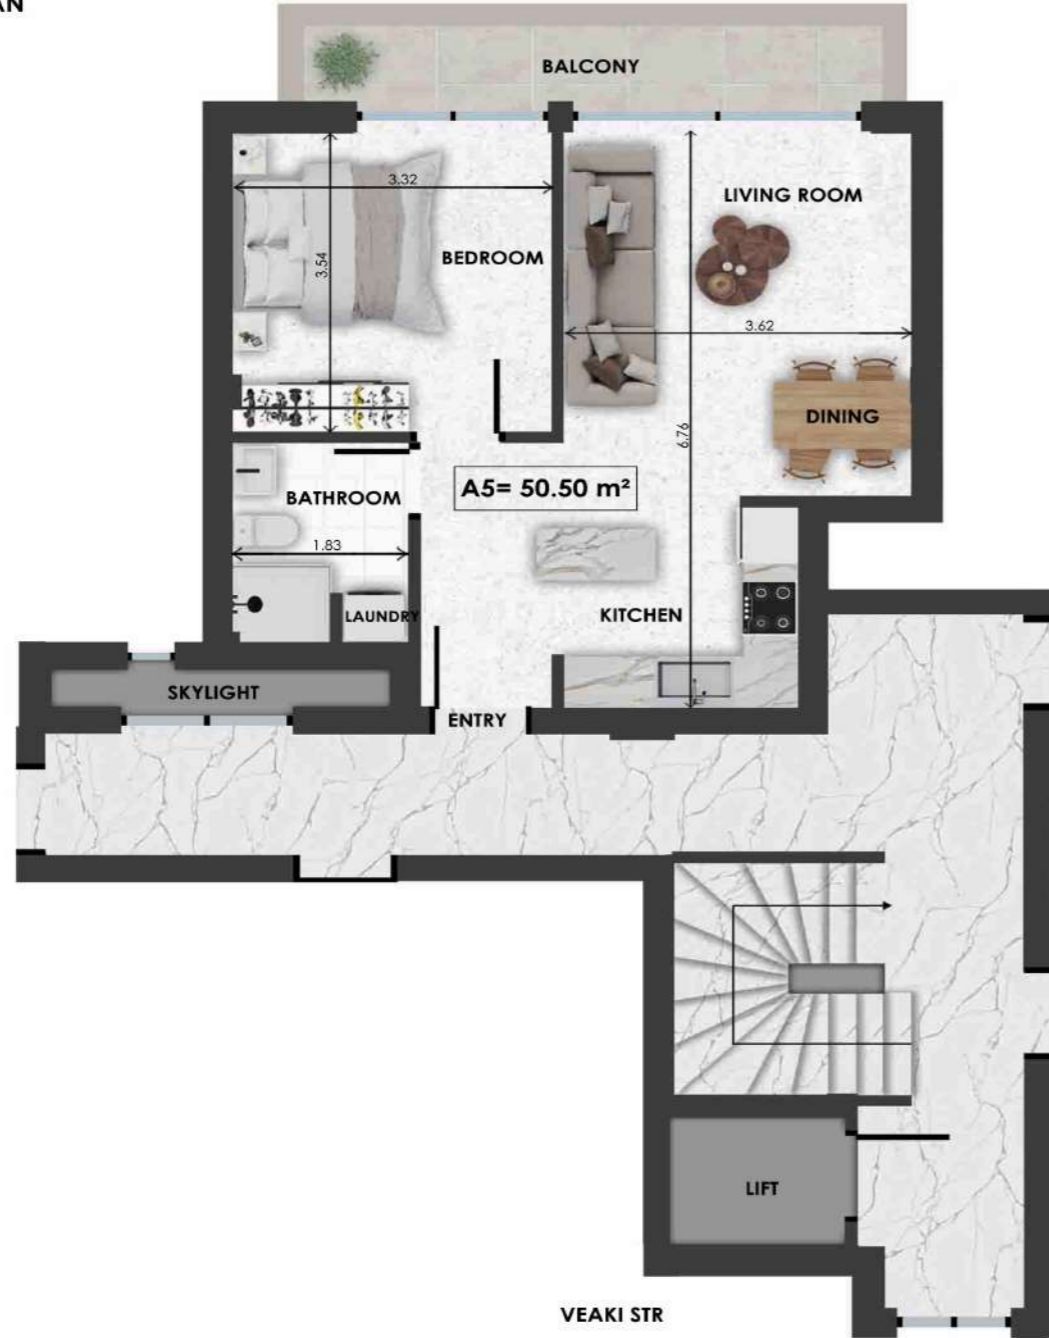 BALCONY
LIVING ROOM
3.32
BEDROOM
3.54
3.62
DINING
6.76
A5= 50.50 m²
BATHROOM
1.83
LAUNDRY
KITCHEN
SKYLIGHT
ENTRY
LIFT
VEAKI STR